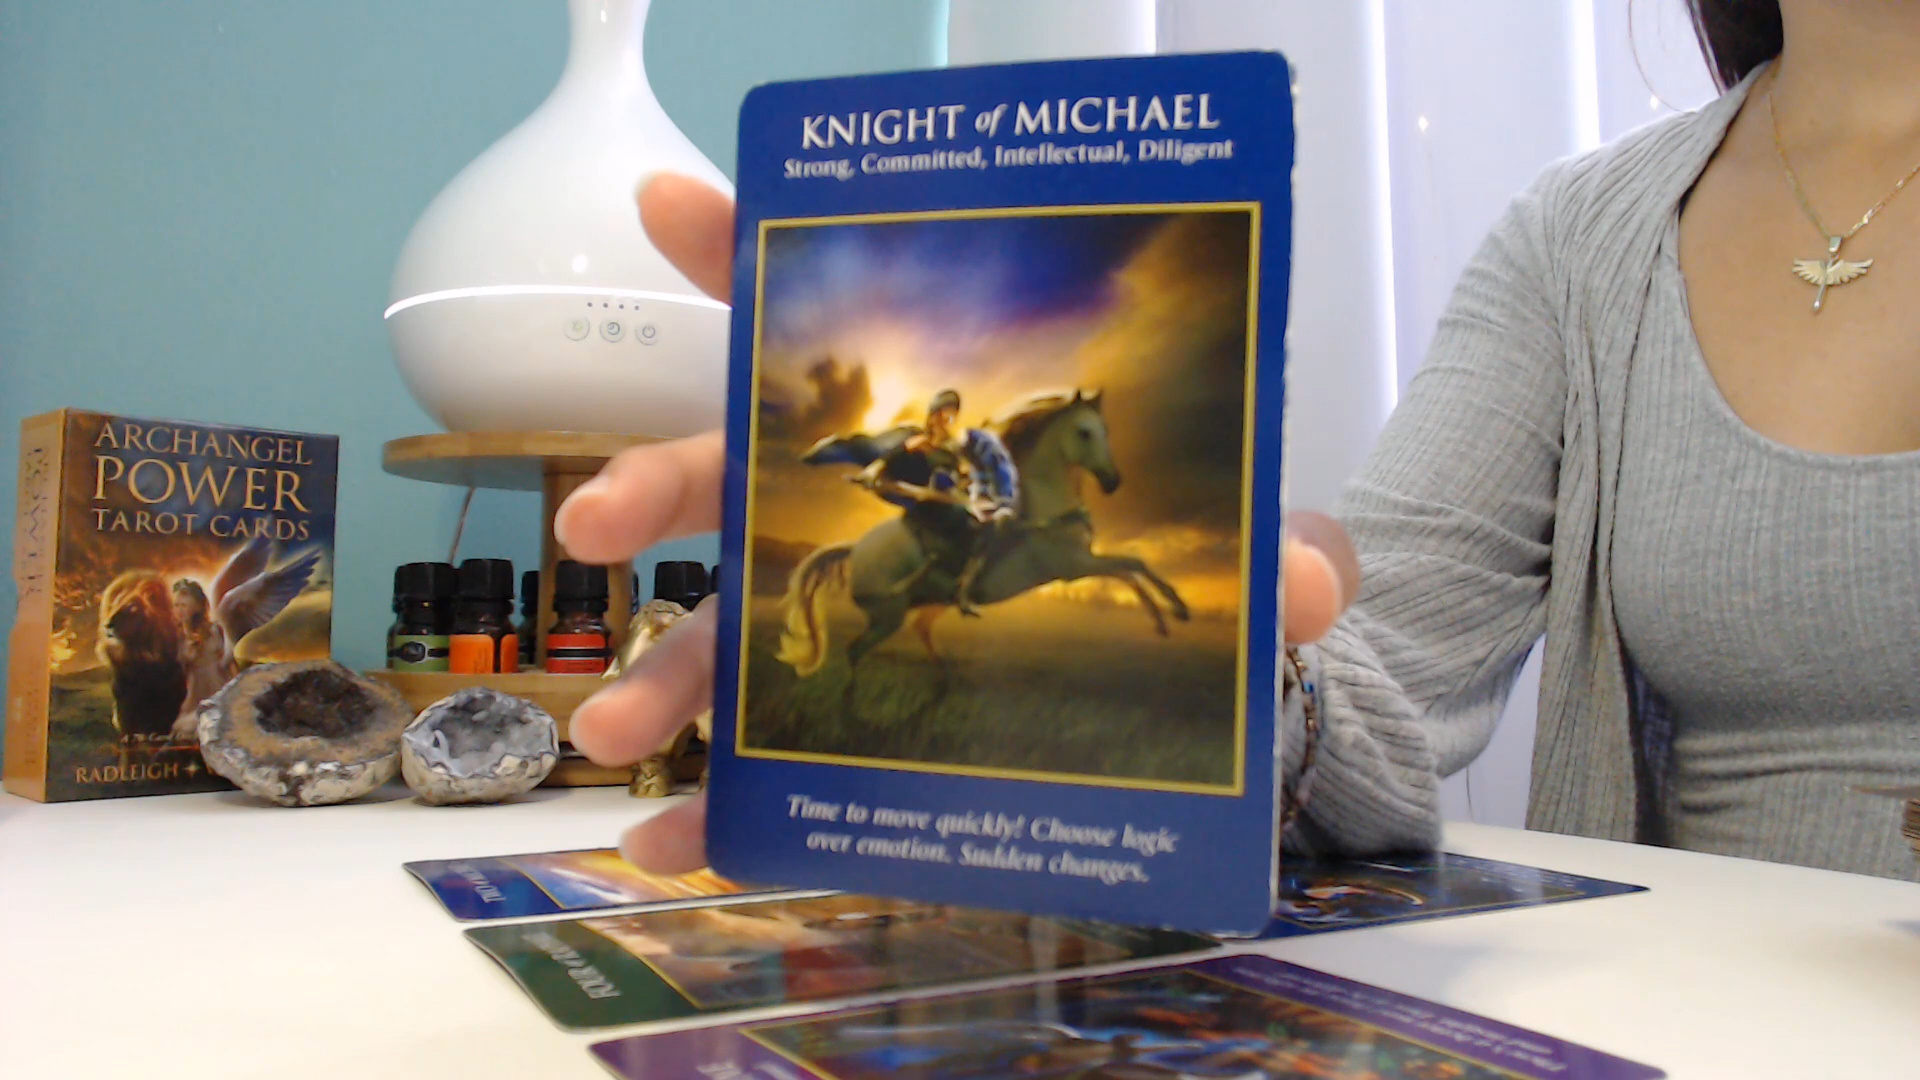 KNIGHT of MICHAEL
Strong, Committed, Intellectual, Diligent
Time to move quickly! Choose logic
over emotion. Sudden changes.
ARCHANGEL
POWER
TAROT CARDS
RADLEIGH